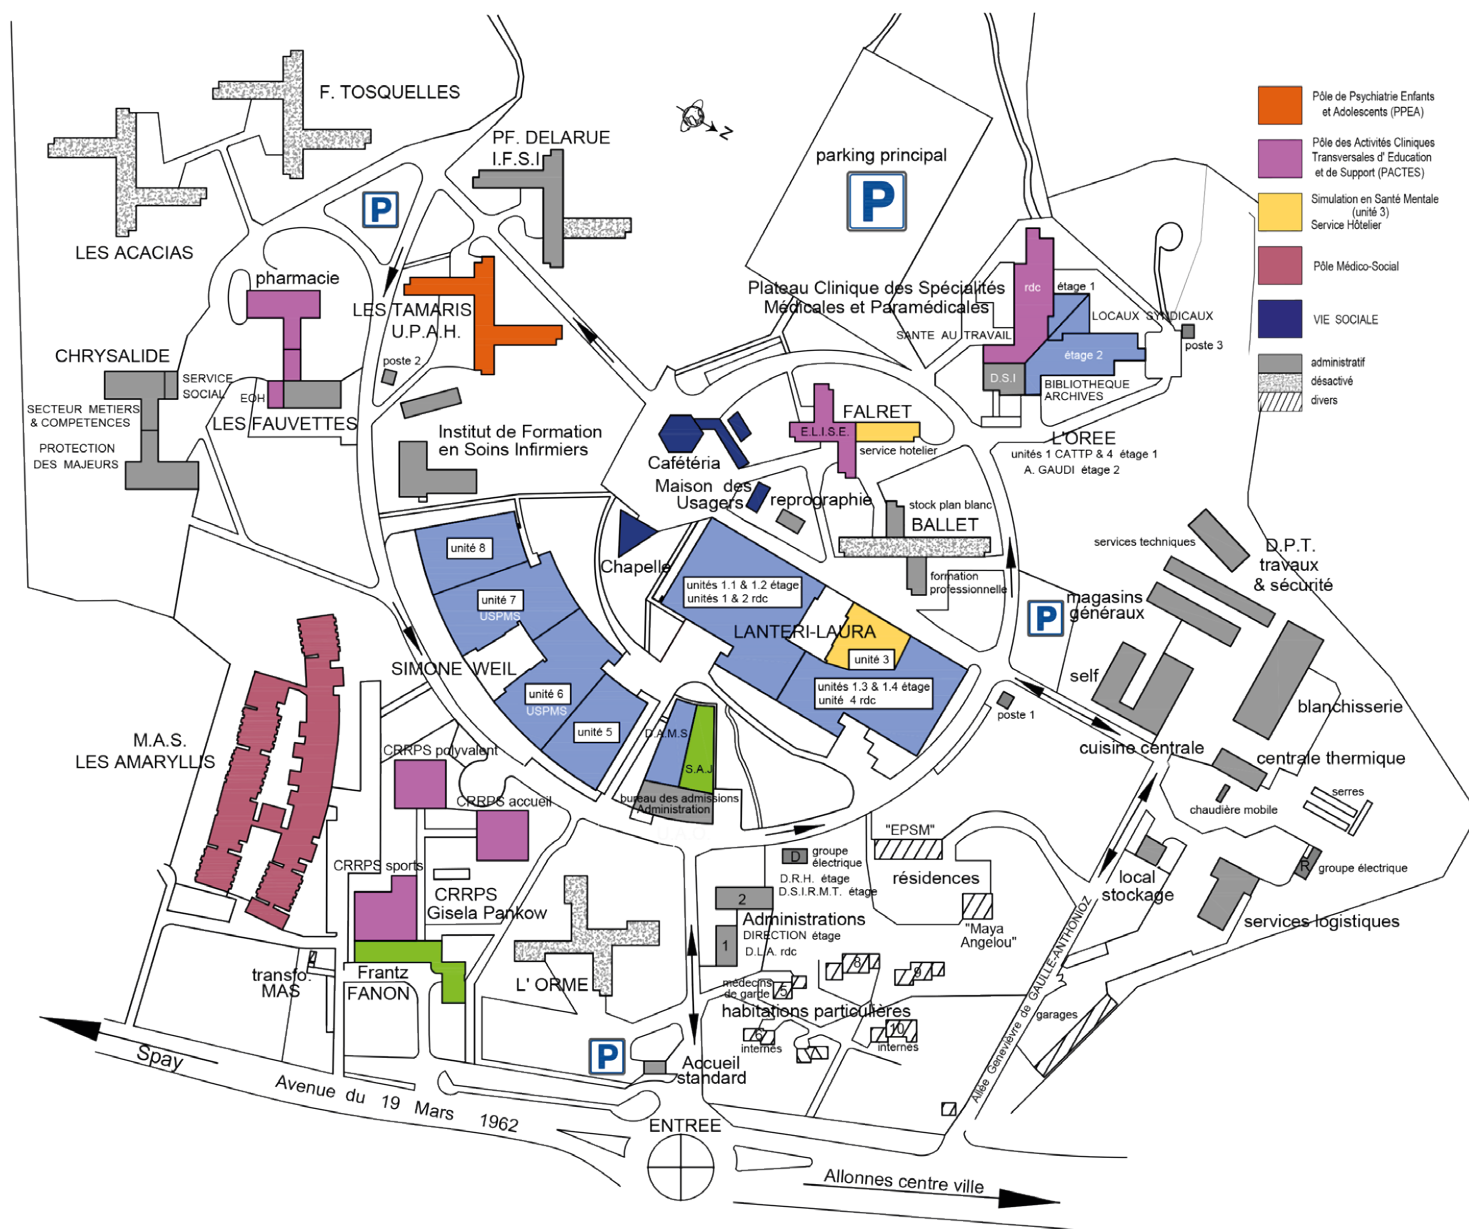 F. TOSQUELLES
PF. DELARUE
I.F.S.I
LES ACACIAS
P
N
parking principal
P
Pôle de Psychiatrie Enfants
et Adolescents (PPEA)
Pôle des Activités Cliniques
Transversales d' Education
et de Support (PACTES)
Simulation en Santé Mentale
(unité 3)
Service Hôtelier
Pôle Médico-Social
VIE SOCIALE
administratif
désactivé
divers
pharmacie
LES TAMARIS
U.P.A.H.
poste 2
CHRYSALIDE
SERVICE
SOCIAL
SECTEUR METIERS
& COMPETENCES
PROTECTION
DES MAJEURS
EOH
LES FAUVETTES
Institut de Formation
en Soins Infirmiers
Plateau Clinique des Spécialités
Médicales et Paramédicales
rdc
étage 1
LOCAUX SYNDICAUX
SANTE AU TRAVAIL
étage 2
poste 3
D.S.I
BIBLIOTHEQUE
ARCHIVES
L'OREE
unités 1 CATTP & 4 étage 1
A. GAUDI étage 2
FALRET
E.L.I.S.E.
service hotelier
Cafétéria
Maison des
Usagers
reprographie
stock plan blanc
BALLET
formation
professionnelle
Chapelle
unité 8
unité 7
USPMS
SIMONE WEIL
unité 6
USPMS
unité 5
unités 1.1 & 1.2 étage
unités 1 & 2 rdc
LANTERI-LAURA
unité 3
unités 1.3 & 1.4 étage
unité 4 rdc
D.A.M.S
S.A.J
bureau des admissions
Administration
services techniques
D.P.T.
travaux
& sécurité
magasins
généraux
P
self
poste 1
blanchisserie
cuisine centrale
centrale thermique
chaudière mobile
serres
R
groupe électrique
local
stockage
services logistiques
M.A.S.
LES AMARYLLIS
CRRPS polyvalent
CRRPS accueil
CRRPS sports
CRRPS
Gisela Pankow
transfo.
MAS
Frantz
FANON
L' ORME
"EPSM"
D
groupe
électrique
D.R.H. étage
D.S.I.R.M.T. étage
résidences
"Maya
Angelou"
2
Administrations
DIRECTION étage
1
D.L.A. rdc
médecins
de garde
5
8
9
habitations particulières
6
internes
10
internes
garages
Allée Geneviève de GAULLE-ANTHONIOZ
P
Accueil
standard
ENTREE
Spay
Avenue du 19 Mars 1962
Allonnes centre ville